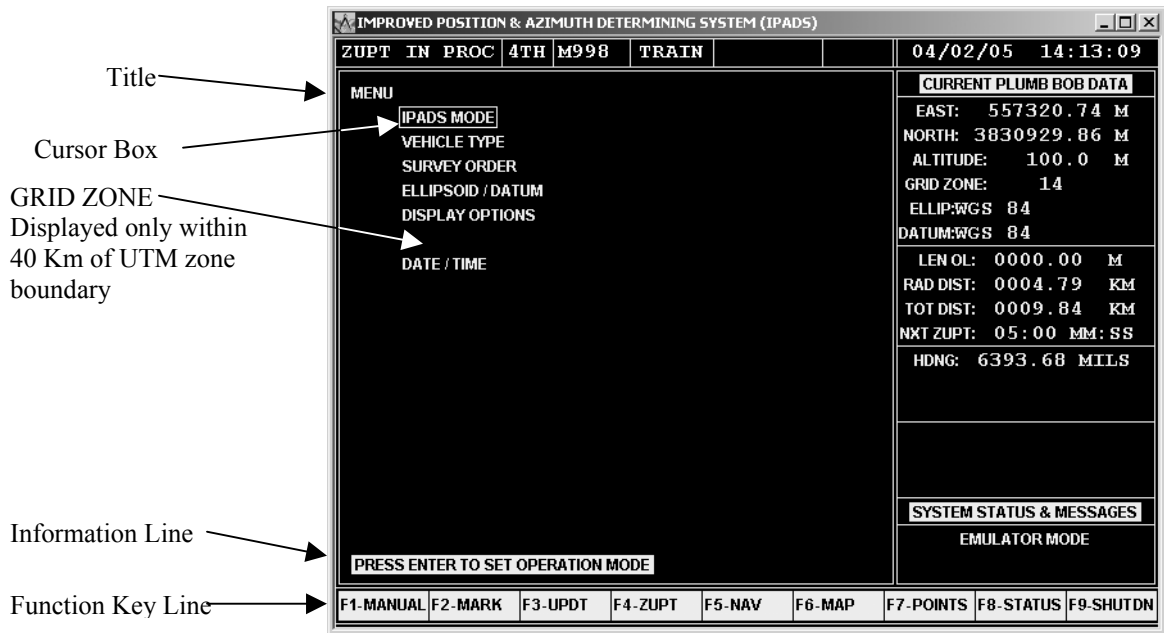 IMPROVED POSITION & AZIMUTH DETERMINING SYSTEM (IPADS)
ZUPT IN PROC 4TH M998 TRAIN 04/02/05 14:13:09
Title
MENU
IPADS MODE
Cursor Box
VEHICLE TYPE
SURVEY ORDER
GRID ZONE
Displayed only within
40 Km of UTM zone
boundary
ELLIPSOID / DATUM
DISPLAY OPTIONS
DATE / TIME
CURRENT PLUMB BOB DATA
EAST: 557320.74 M
NORTH: 3830929.86 M
ALTITUDE: 100.0 M
GRID ZONE: 14
ELLIP:WGS 84
DATUM:WGS 84
LEN OL: 0000.00 M
RAD DIST: 0004.79 KM
TOT DIST: 0009.84 KM
NXT ZUPT: 05:00 MM:SS
HDNG: 6393.68 MILS
SYSTEM STATUS & MESSAGES
EMULATOR MODE
Information Line
PRESS ENTER TO SET OPERATION MODE
Function Key Line
F1-MANUAL F2-MARK F3-UPDT F4-ZUPT F5-NAV F6-MAP F7-POINTS F8-STATUS F9-SHUTDN